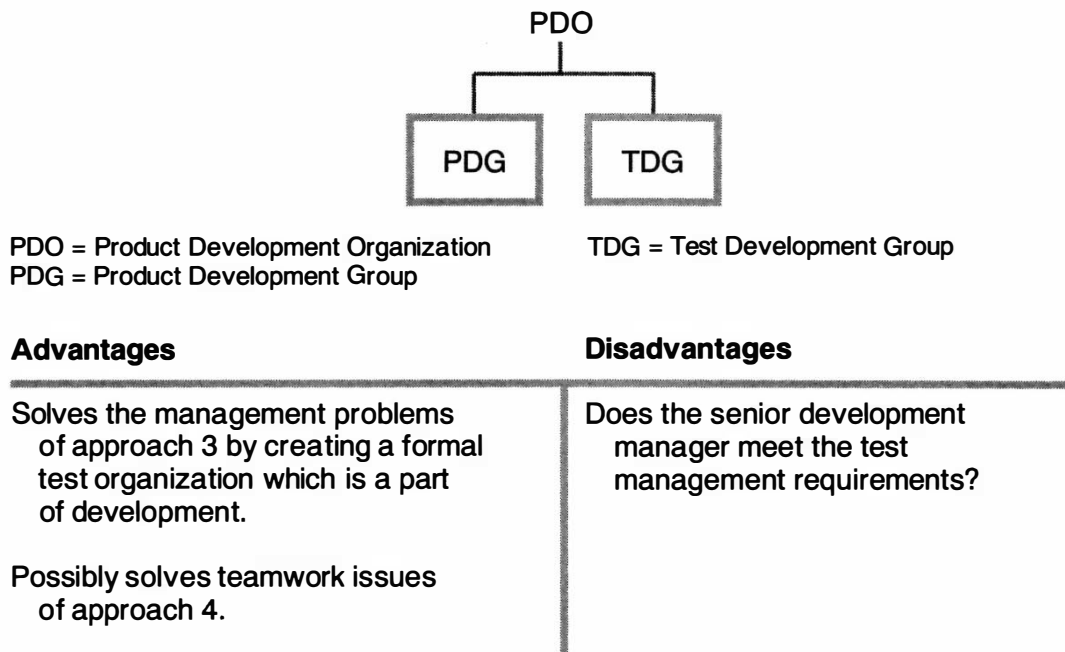 PDO
PDG
TDG
PDO = Product Development Organization
PDG = Product Development Group
TDG = Test Development Group
Advantages
Disadvantages
Solves the management problems
of approach 3 by creating a formal
test organization which is a part
of development.
Possibly solves teamwork issues
of approach 4.
Does the senior development
manager meet the test
management requirements?